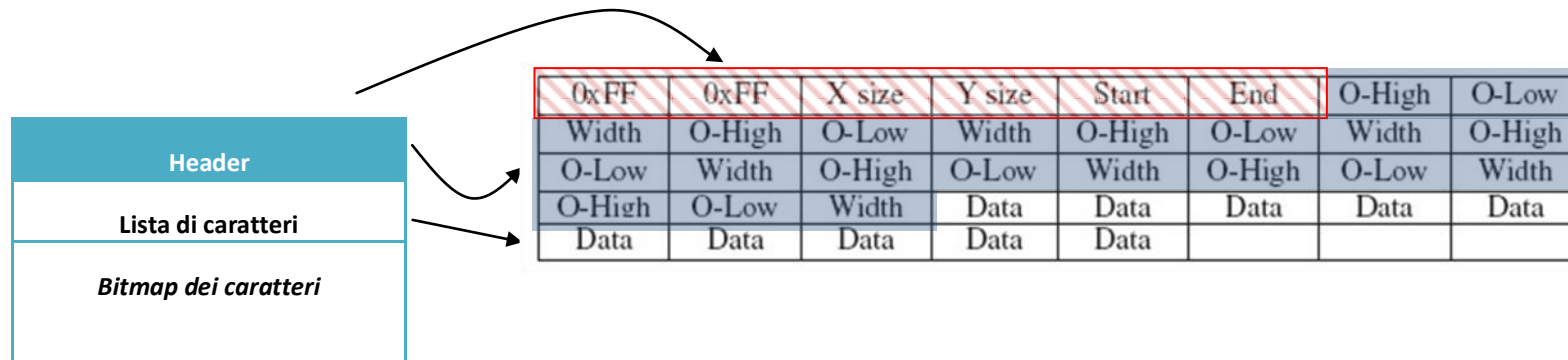 Header
Lista di caratteri
Bitmap dei caratteri
0xFF 0xFF X size Y size Start End O-High O-Low
Width O-High O-Low Width O-High O-Low Width O-High
O-Low Width O-High O-Low Width O-High O-Low Width
O-High O-Low Width Data Data Data Data Data
Data Data Data Data Data